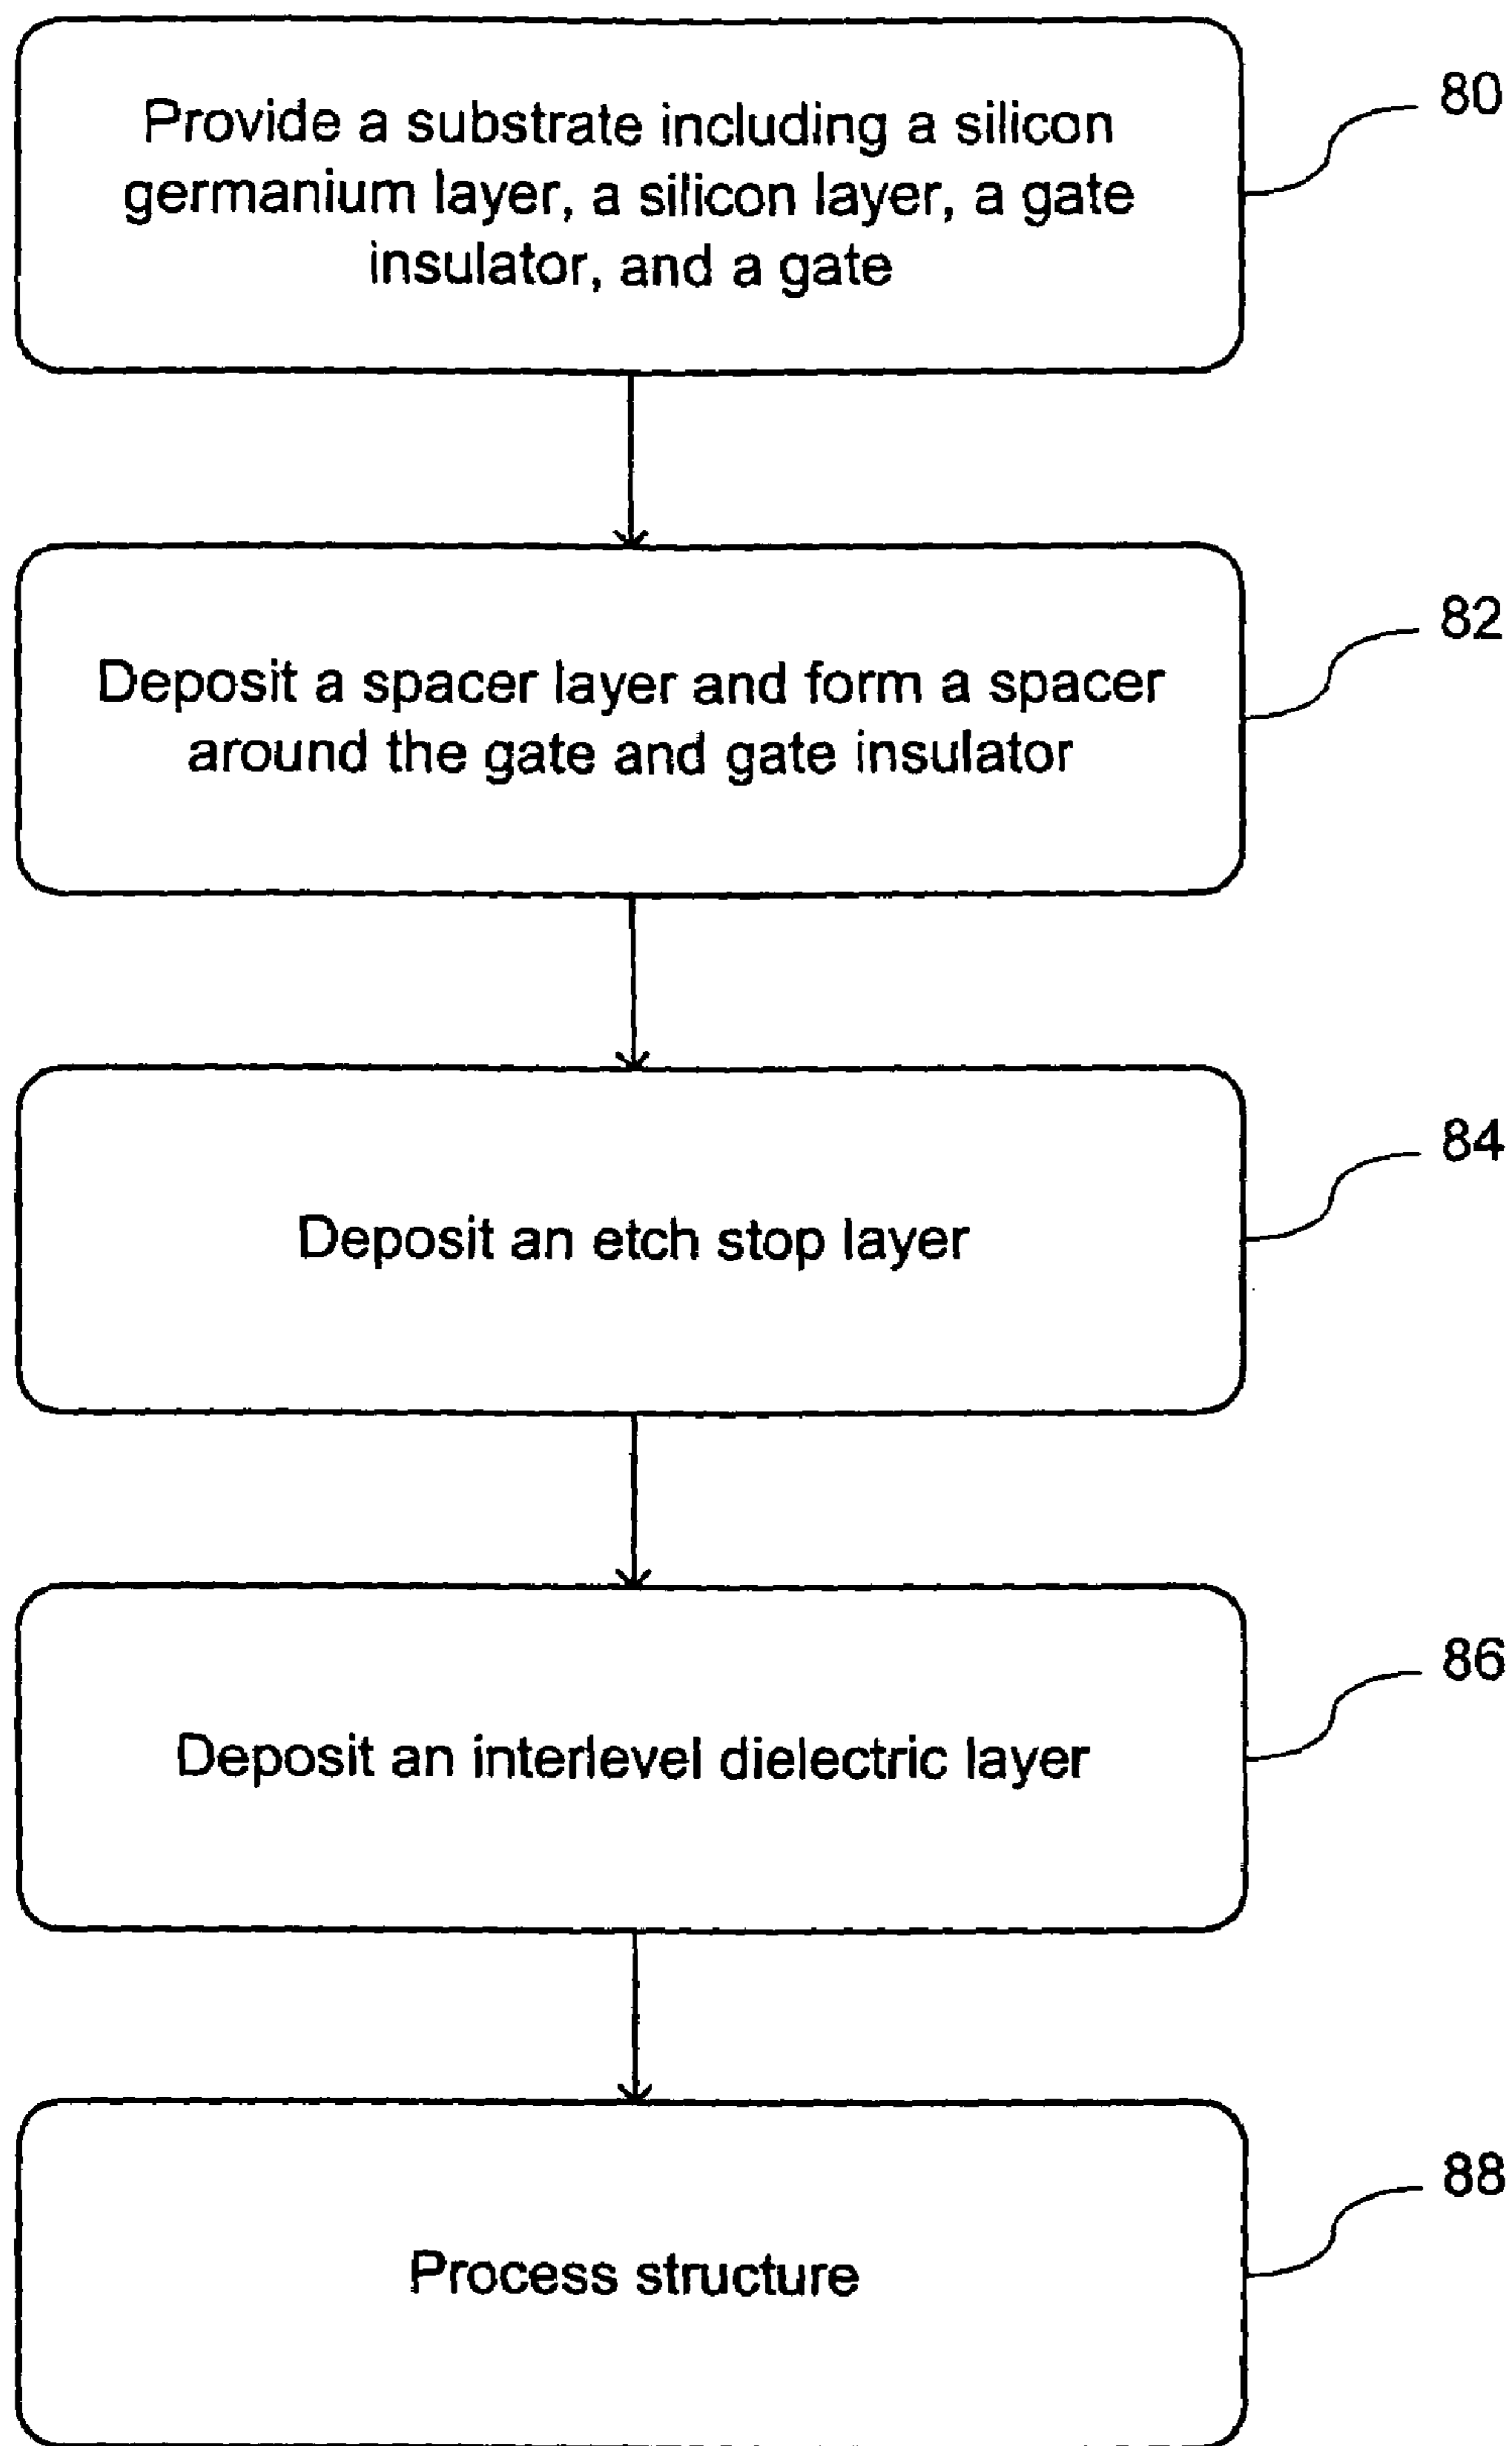 Provide a substrate including a silicon
germanium layer, a silicon layer, a gate
insulator, and a gate
80
Deposit a spacer layer and form a spacer
around the gate and gate insulator
82
Deposit an etch stop layer
84
Deposit an interlevel dielectric layer
86
Process structure
88